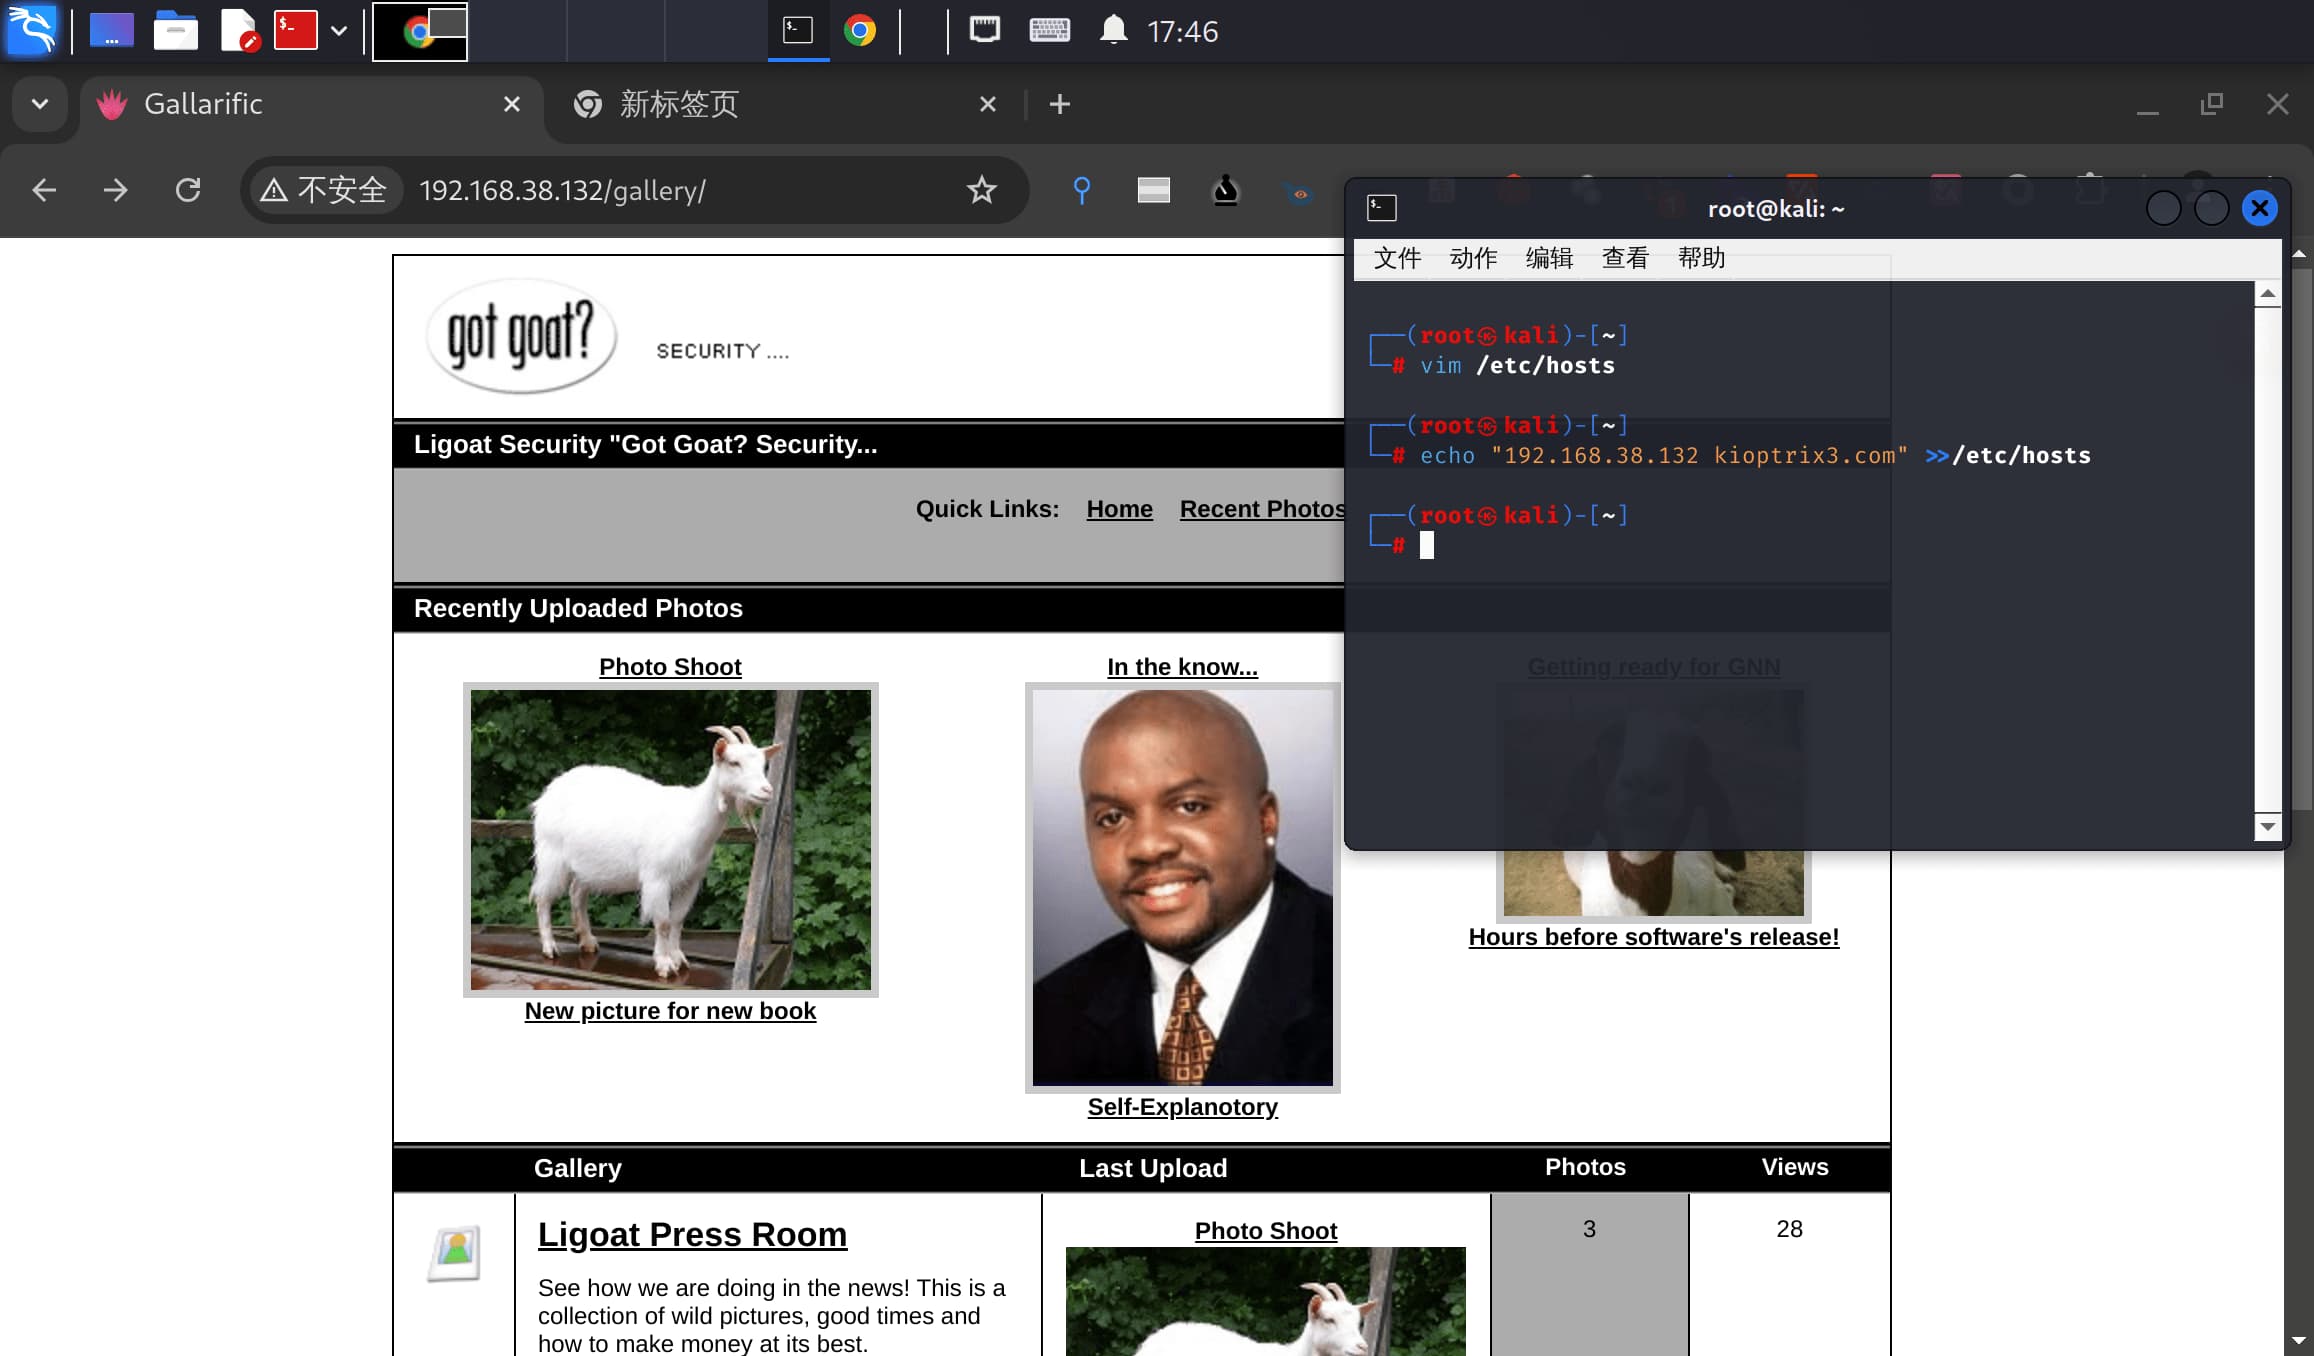 17:46
Gallarific
新标签页
不安全
192.168.38.132/gallery/
root@kali: ~
文件 动作 编辑 查看 帮助
┌──(root㉿kali)-[~]
└─# vim /etc/hosts
┌──(root㉿kali)-[~]
└─# echo "192.168.38.132 kioptrix3.com" >>/etc/hosts
┌──(root㉿kali)-[~]
└─#
got goat?
SECURITY ....
Ligoat Security "Got Goat? Security...
Quick Links: Home Recent Photos
Recently Uploaded Photos
Photo Shoot
In the know...
Getting ready for GNN
New picture for new book
Self-Explanotory
Hours before software's release!
Gallery Last Upload Photos Views
Ligoat Press Room
See how we are doing in the news! This is a
collection of wild pictures, good times and
how to make money at its best.
Photo Shoot
3
28